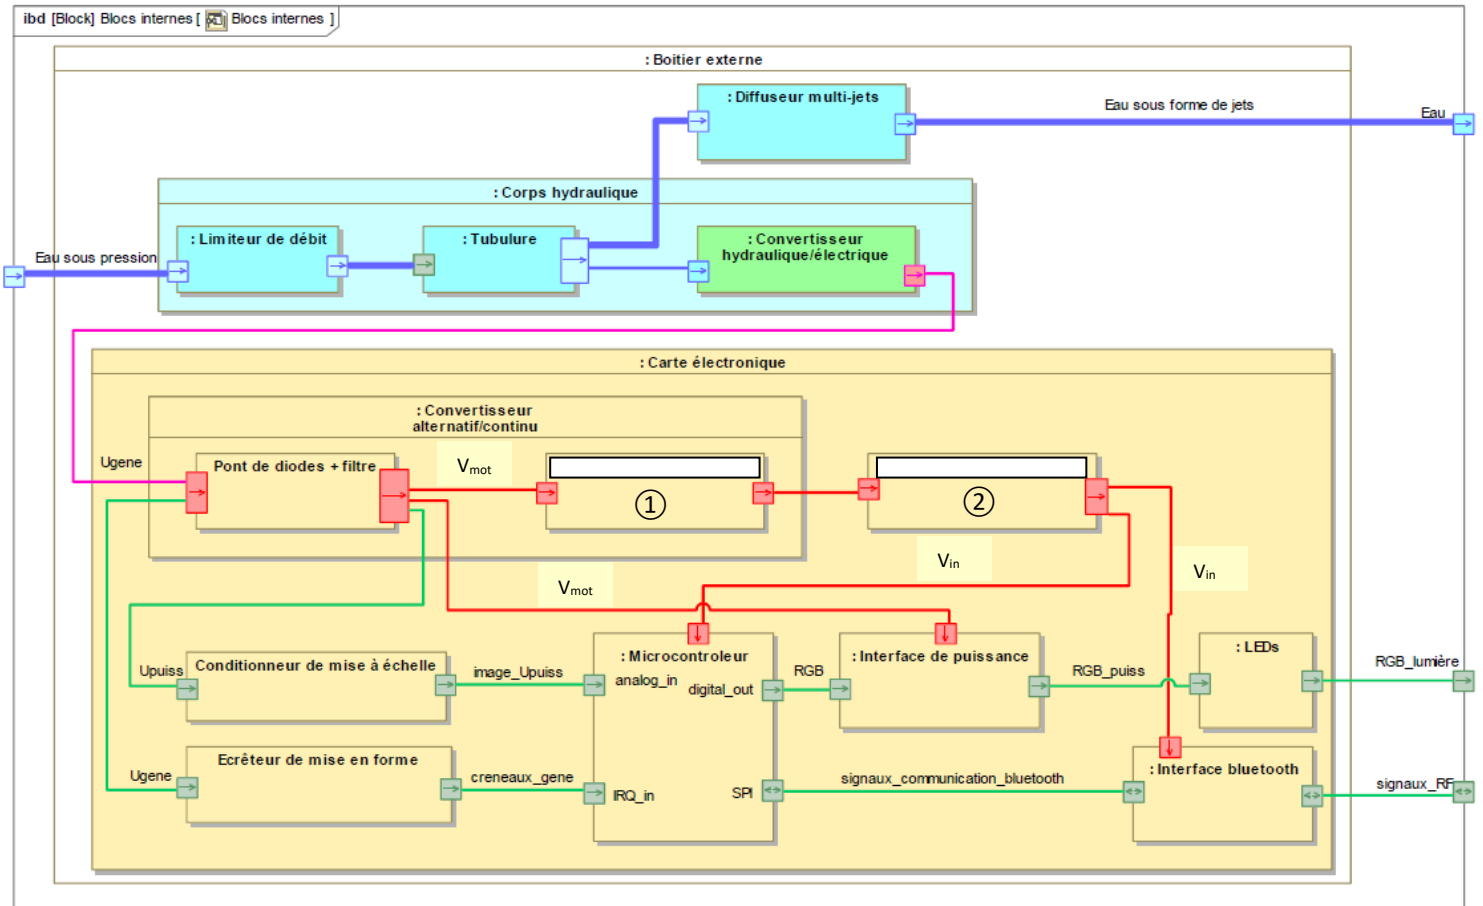 ibd [Block] Blocs internes [ Blocs internes ]
: Boitier externe
: Diffuseur multi-jets
Eau sous forme de jets
Eau
: Corps hydraulique
: Limiteur de débit
: Tubulure
: Convertisseur
hydraulique/électrique
Eau sous pression
: Carte électronique
: Convertisseur
alternatif/continu
Ugene
Pont de diodes + filtre
Vmot
①
②
Vin
Vin
Vmot
Upuiss
Conditionneur de mise à échelle
image_Upuiss
: Microcontroleur
analog_in
digital_out
RGB
: Interface de puissance
RGB_puiss
: LEDs
RGB_lumière
Ugene
Ecrêteur de mise en forme
creneaux_gene
IRQ_in
SPI
signaux_communication_bluetooth
: Interface bluetooth
signaux_RF